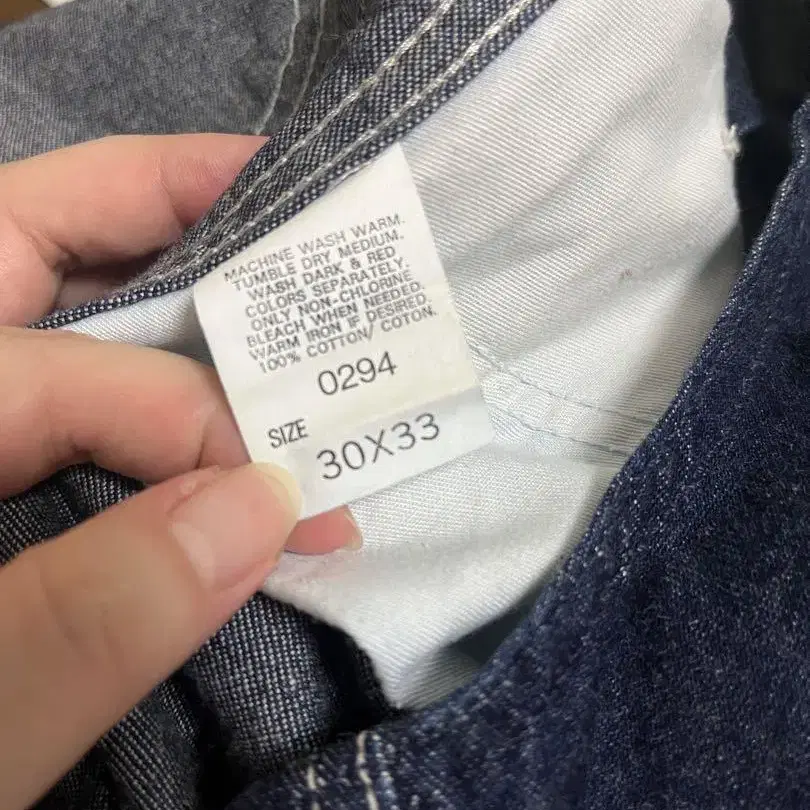 MACHINE WASH WARM.
TUMBLE DRY MEDIUM.
WASH DARK & RED
COLORS SEPARATELY.
ONLY NON-CHLORINE
BLEACH WHEN NEEDED.
WARM IRON IF DESIRED.
100% COTTON/ COTON.
0294
SIZE
30X33